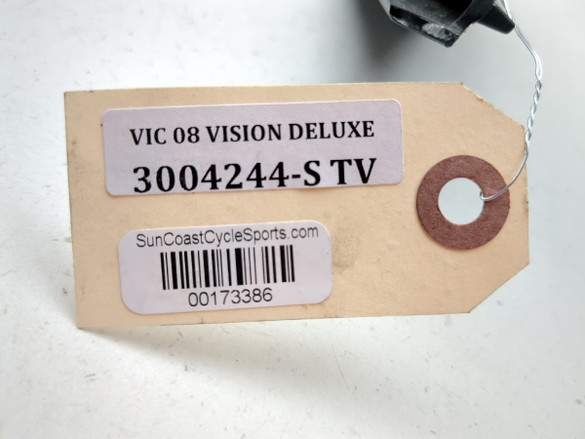 VIC 08 VISION DELUXE
3004244-S TV
SunCoastCycleSports.com
00173386